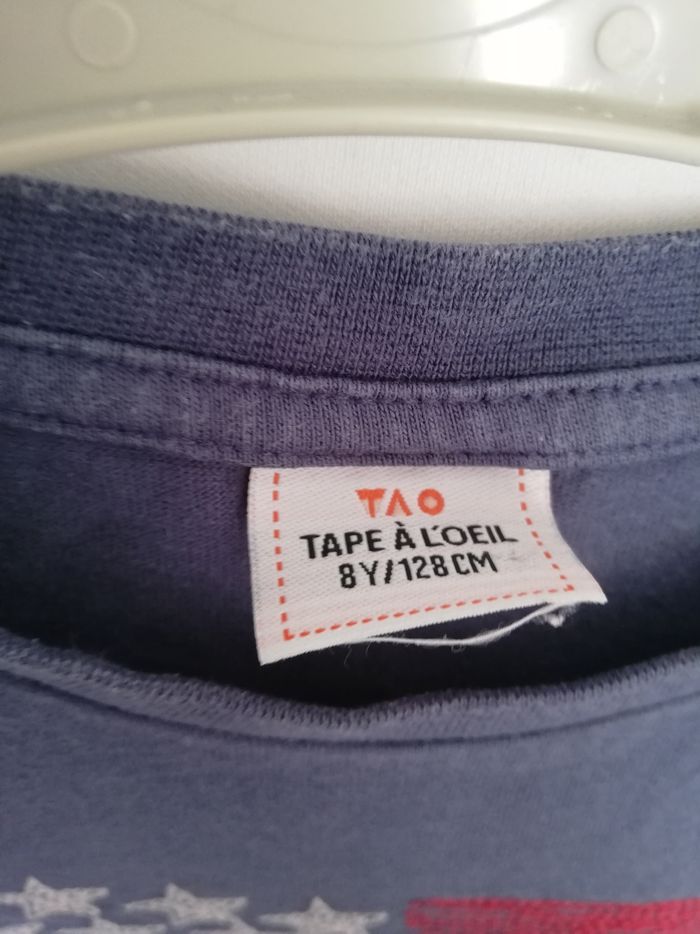 TAO
TAPE À L'OEIL
8Y/128CM